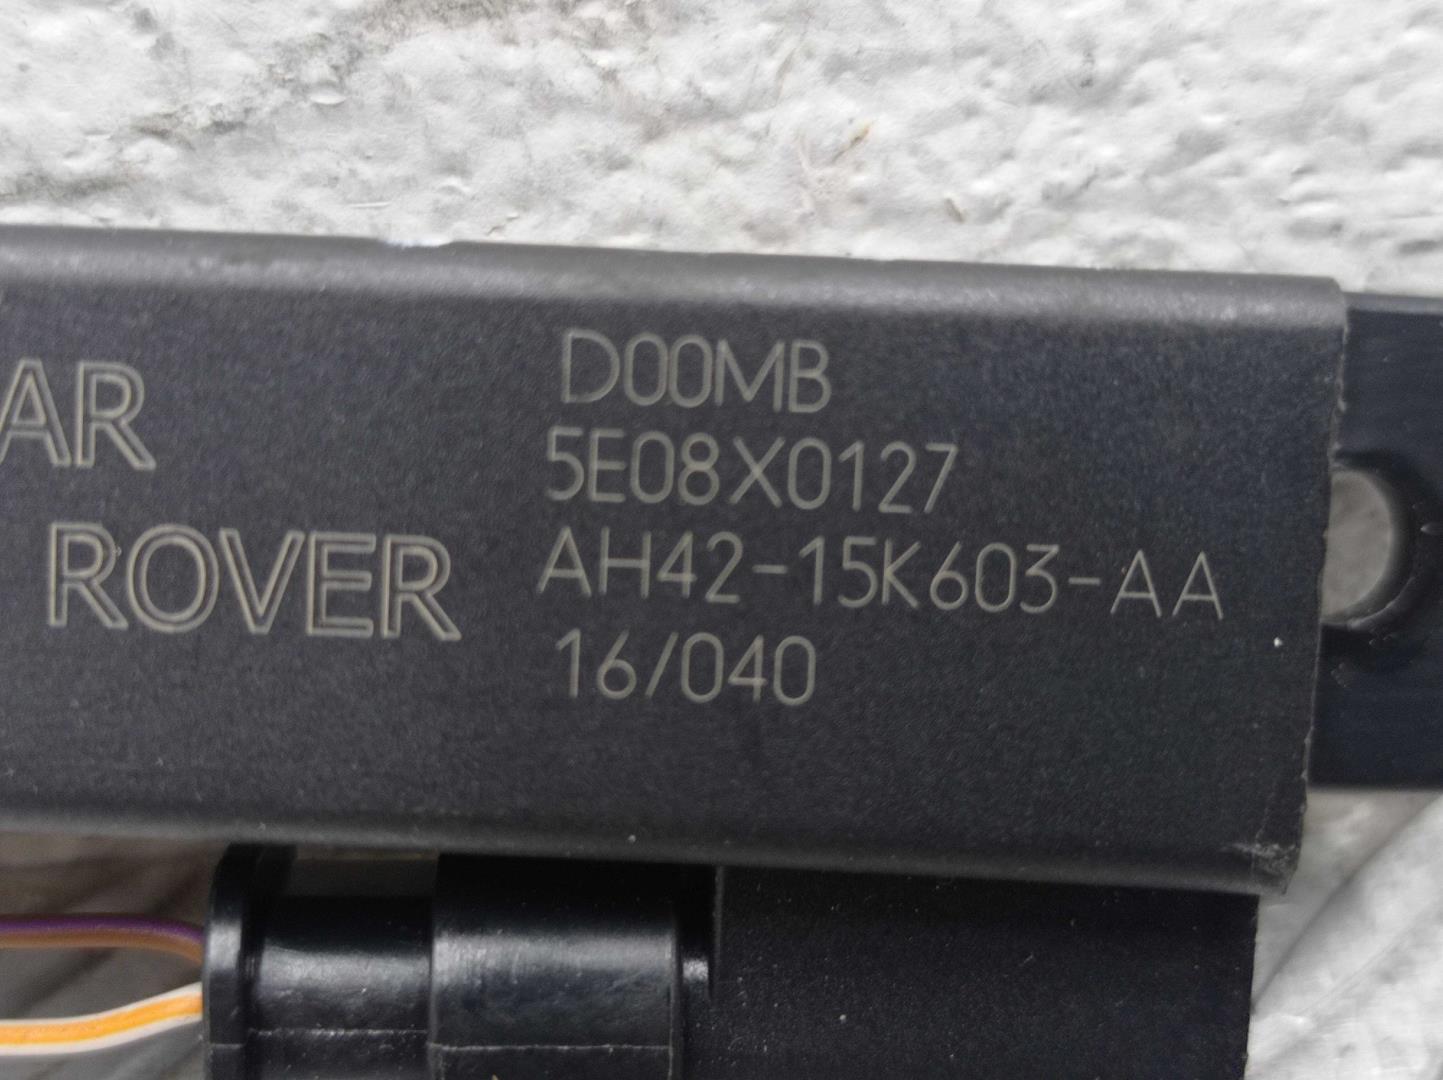 AR
ROVER
D00MB
5E08X0127
AH42-15K603-AA
16/040